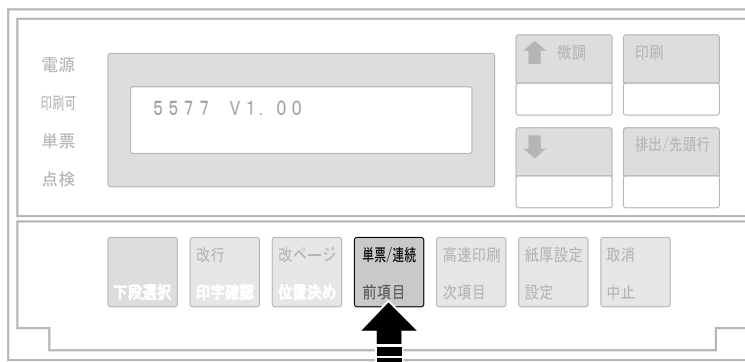 電源
印刷可
単票
点検
5577 V1.00
微調
印刷
排出/先頭行
下段選択
改行
印字確認
改ページ
位置決め
単票/連続
前項目
高速印刷
次項目
紙厚設定
設定
取消
中止